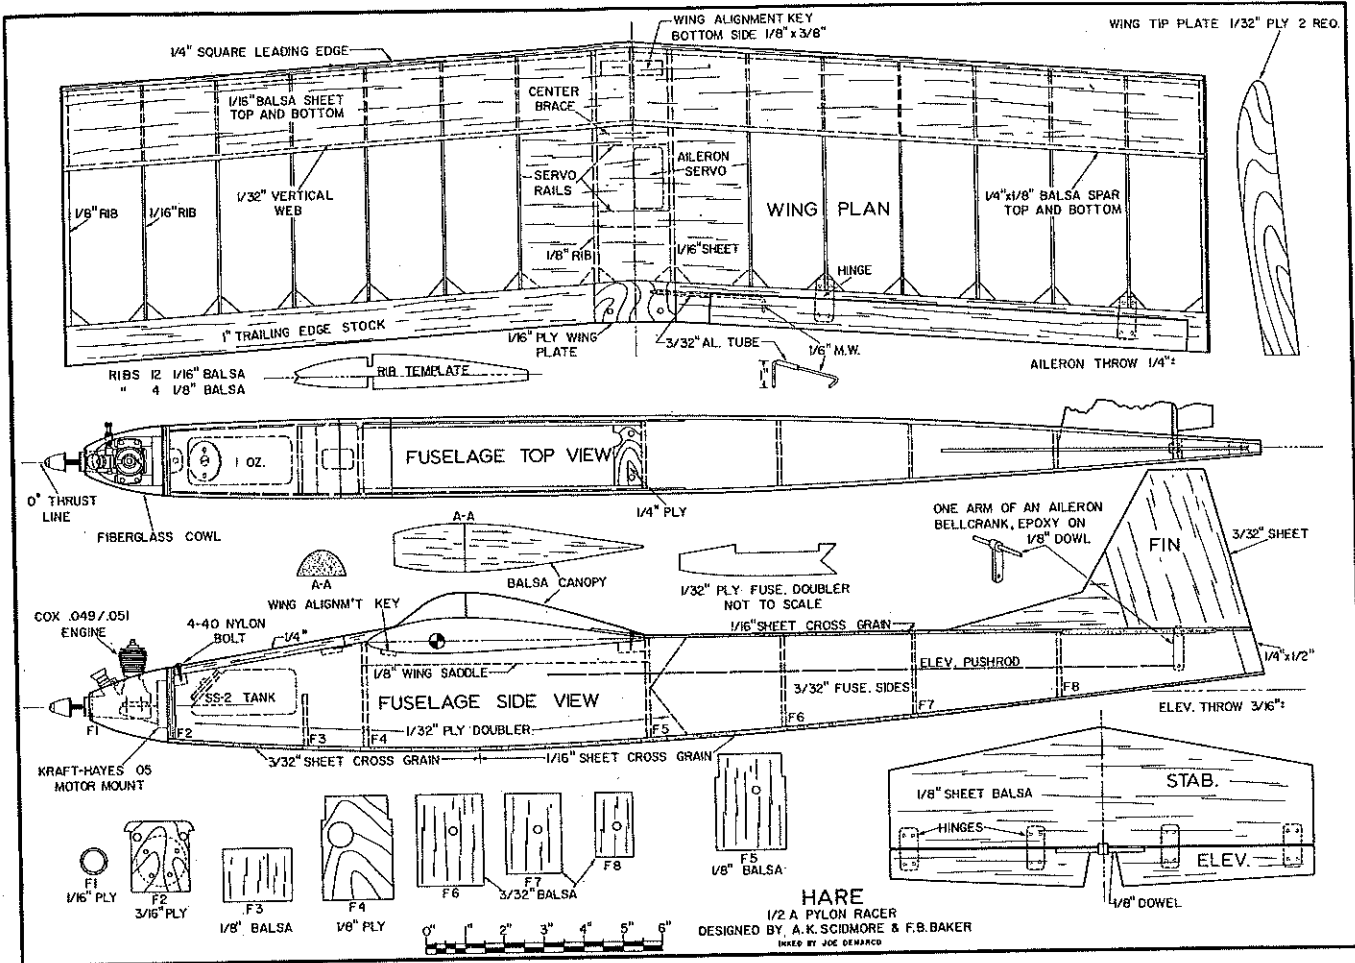 WING ALIGNMENT KEY
BOTTOM SIDE 1/8" x 3/8"
WING TIP PLATE 1/32" PLY 2 REQ.
1/4" SQUARE LEADING EDGE
1/16" BALSA SHEET
TOP AND BOTTOM
CENTER
BRACE
AILERON
SERVO
SERVO
RAILS
1/32" VERTICAL
WEB
1/4"x1/8" BALSA SPAR
TOP AND BOTTOM
WING PLAN
1/8" RIB
1/16" RIB
1/8" RIB
1/16" SHEET
HINGE
1" TRAILING EDGE STOCK
1/16" PLY WING
PLATE
3/32" AL. TUBE
1/16" M.W.
AILERON THROW 1/4"±
RIBS 12 1/16" BALSA
" 4 1/8" BALSA
RIB TEMPLATE
1 OZ.
FUSELAGE TOP VIEW
0° THRUST
LINE
FIBERGLASS COWL
1/4" PLY
A-A
ONE ARM OF AN AILERON
BELLCRANK, EPOXY ON
1/8" DOWL
FIN
3/32" SHEET
A-A
BALSA CANOPY
1/32" PLY FUSE. DOUBLER
NOT TO SCALE
WING ALIGNM'T KEY
COX .049/.051
ENGINE
4-40 NYLON
BOLT
1/4"
1/16" SHEET CROSS GRAIN
1/8" WING SADDLE
ELEV. PUSHROD
1/4"x1/2"
SS-2 TANK
FUSELAGE SIDE VIEW
3/32" FUSE. SIDES
ELEV. THROW 3/16"±
1/32" PLY DOUBLER
F1
F2
F3
F4
F5
F6
F7
F8
3/32" SHEET CROSS GRAIN
1/16" SHEET CROSS GRAIN
KRAFT-HAYES 05
MOTOR MOUNT
STAB.
1/8" SHEET BALSA
HINGES
ELEV.
1/8" DOWEL
F1
1/16" PLY
F2
3/16" PLY
F3
1/8" BALSA
F4
1/8" PLY
F6
F7
F8
3/32" BALSA
F5
1/8" BALSA
HARE
1/2 A PYLON RACER
DESIGNED BY A.K. SCIDMORE & F.B. BAKER
INKED BY JOE DEMARCO
0" 1" 2" 3" 4" 5" 6"